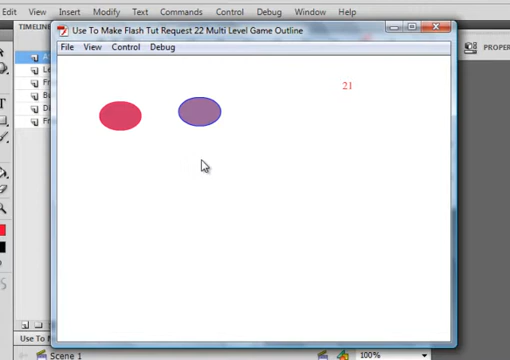 Edit View Insert Modify Text Commands Control Debug Window Help
TIMELINE
Use To Make Flash Tut Request 22 Multi Level Game Outline
PROPER
File View Control Debug
21
Use To M
Scene 1
100%